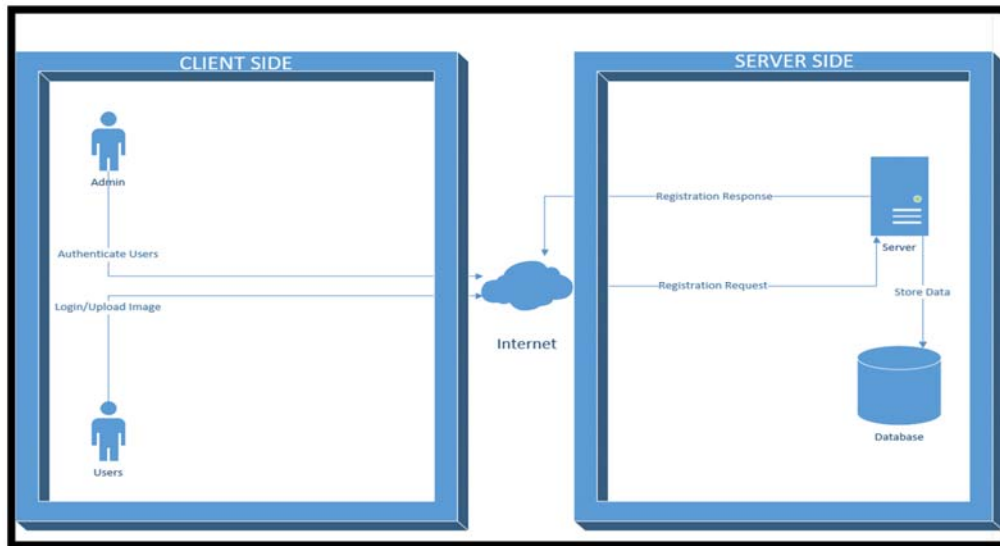 CLIENT SIDE
Admin
Authenticate Users
Login/Upload Image
Users
Internet
SERVER SIDE
Registration Response
Server
Registration Request
Store Data
Database